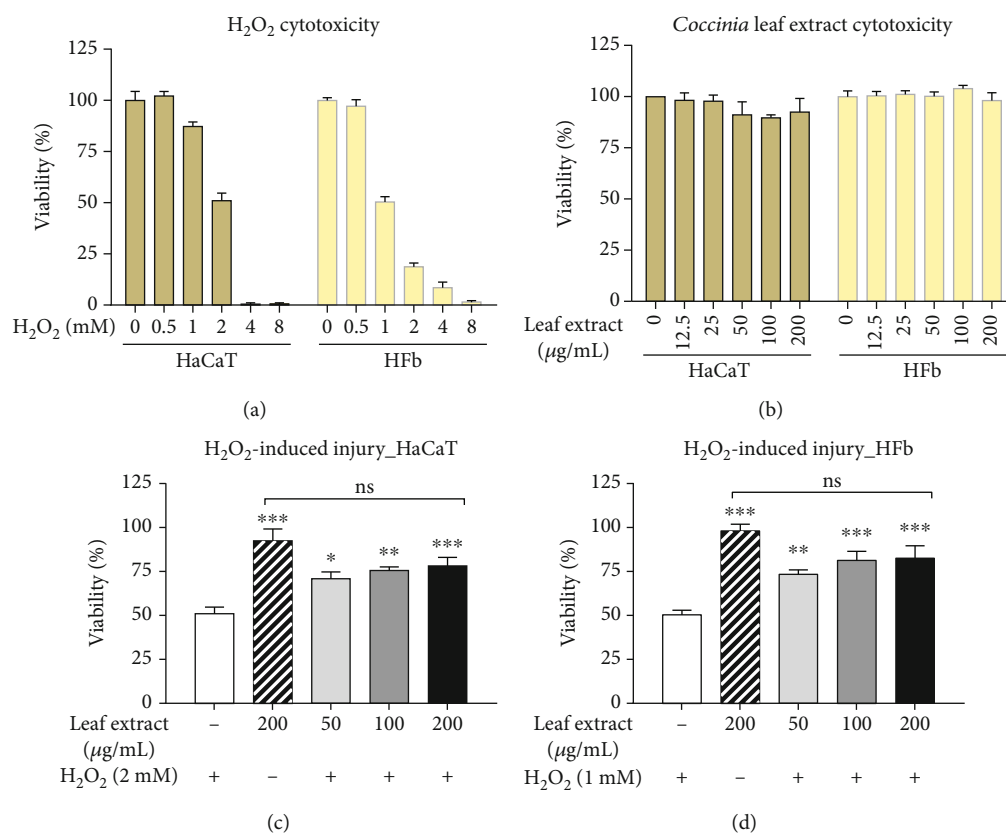 H₂O₂ cytotoxicity
125
100
75
50
25
0
Viability (%)
H₂O₂ (mM) 0 0.5 1 2 4 8 0 0.5 1 2 4 8
HaCaT HFb
(a)
Coccinia leaf extract cytotoxicity
125
100
75
50
25
0
Viability (%)
Leaf extract 0 12.5 25 50 100 200 0 12.5 25 50 100 200
(μg/mL)
HaCaT HFb
(b)
H₂O₂-induced injury_HaCaT
125
100
75
50
25
0
Viability (%)
ns
*** * ** ***
Leaf extract – 200 50 100 200
(μg/mL)
H₂O₂ (2 mM) + – + + +
(c)
H₂O₂-induced injury_HFb
125
100
75
50
25
0
Viability (%)
ns
*** ** *** ***
Leaf extract – 200 50 100 200
(μg/mL)
H₂O₂ (1 mM) + – + + +
(d)